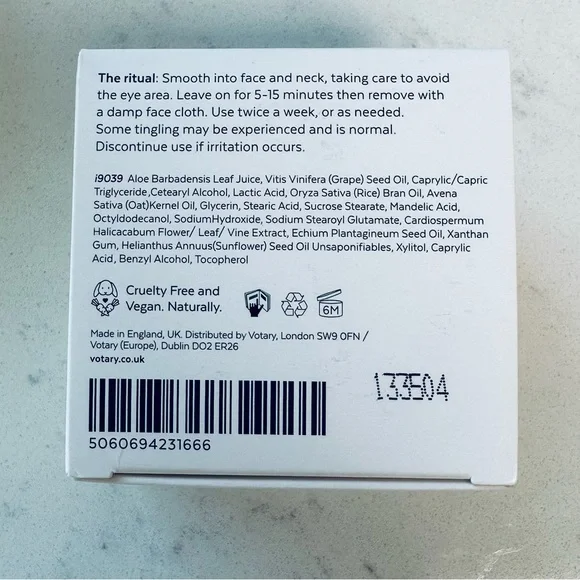 The ritual: Smooth into face and neck, taking care to avoid
the eye area. Leave on for 5-15 minutes then remove with
a damp face cloth. Use twice a week, or as needed.
Some tingling may be experienced and is normal.
Discontinue use if irritation occurs.
i9039 Aloe Barbadensis Leaf Juice, Vitis Vinifera (Grape) Seed Oil, Caprylic/Capric
Triglyceride,Cetearyl Alcohol, Lactic Acid, Oryza Sativa (Rice) Bran Oil, Avena
Sativa (Oat)Kernel Oil, Glycerin, Stearic Acid, Sucrose Stearate, Mandelic Acid,
Octyldodecanol, SodiumHydroxide, Sodium Stearoyl Glutamate, Cardiospermum
Halicacabum Flower/ Leaf/ Vine Extract, Echium Plantagineum Seed Oil, Xanthan
Gum, Helianthus Annuus(Sunflower) Seed Oil Unsaponifiables, Xylitol, Caprylic
Acid, Benzyl Alcohol, Tocopherol
Cruelty Free and
Vegan. Naturally.
6M
Made in England, UK. Distributed by Votary, London SW9 0FN /
Votary (Europe), Dublin DO2 ER26
votary.co.uk
133504
5060694231666